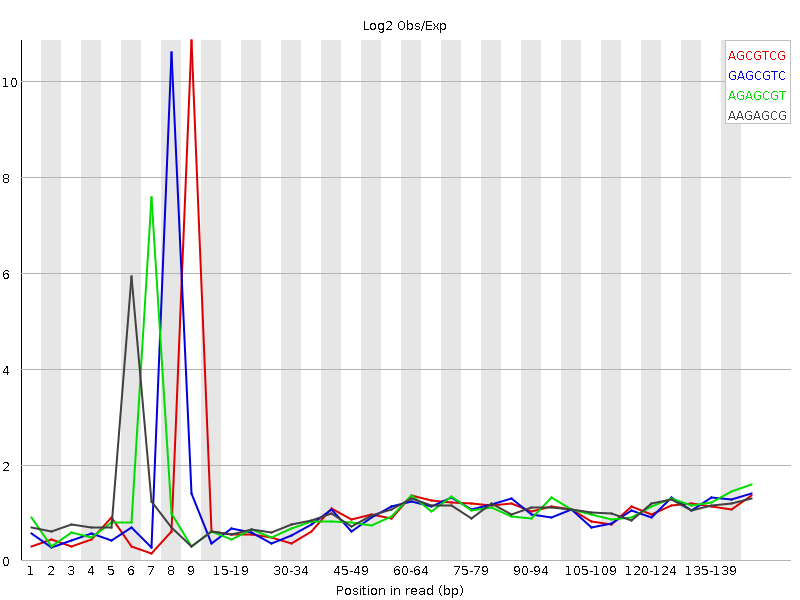 Log2 Obs/Exp
AGCGTCG
GAGCGTC
AGAGCGT
AAGAGCG
10
8
6
4
2
0
1 2 3 4 5 6 7 8 9 15-19 30-34 45-49 60-64 75-79 90-94 105-109 120-124 135-139
Position in read (bp)